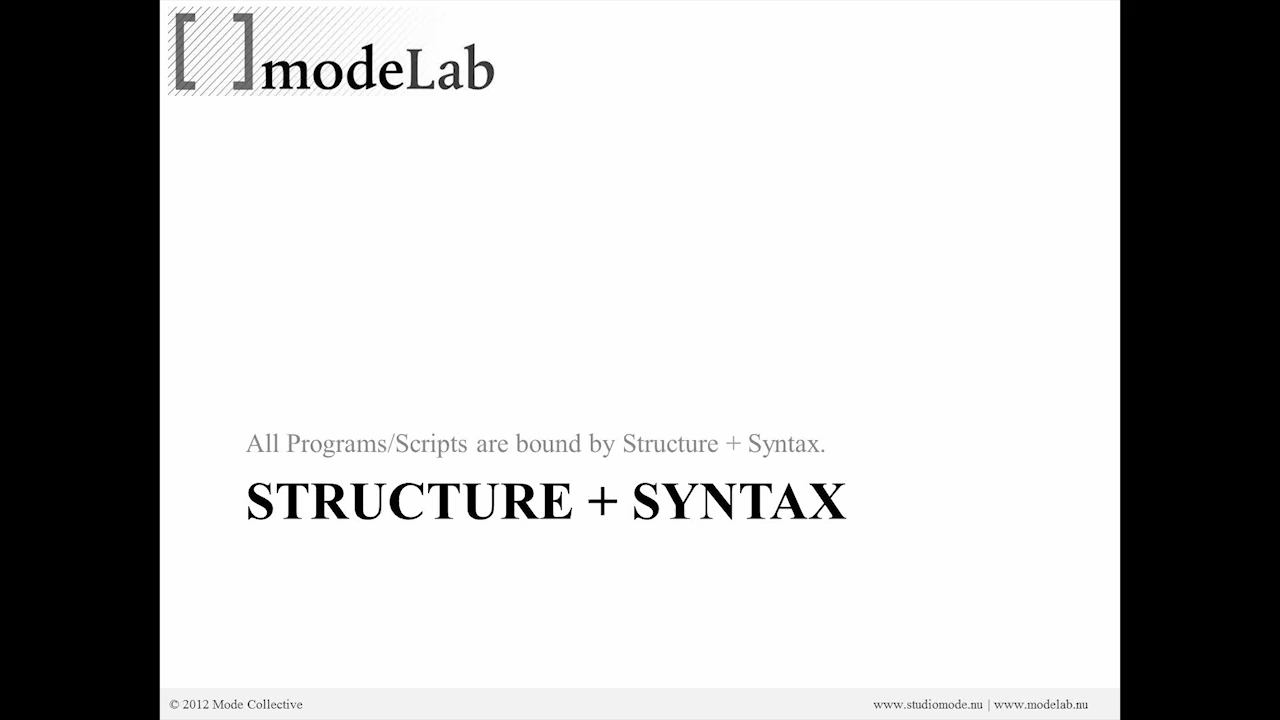 [ ] modeLab
All Programs/Scripts are bound by Structure + Syntax.
STRUCTURE + SYNTAX
© 2012 Mode Collective
www.studiomode.nu | www.modelab.nu